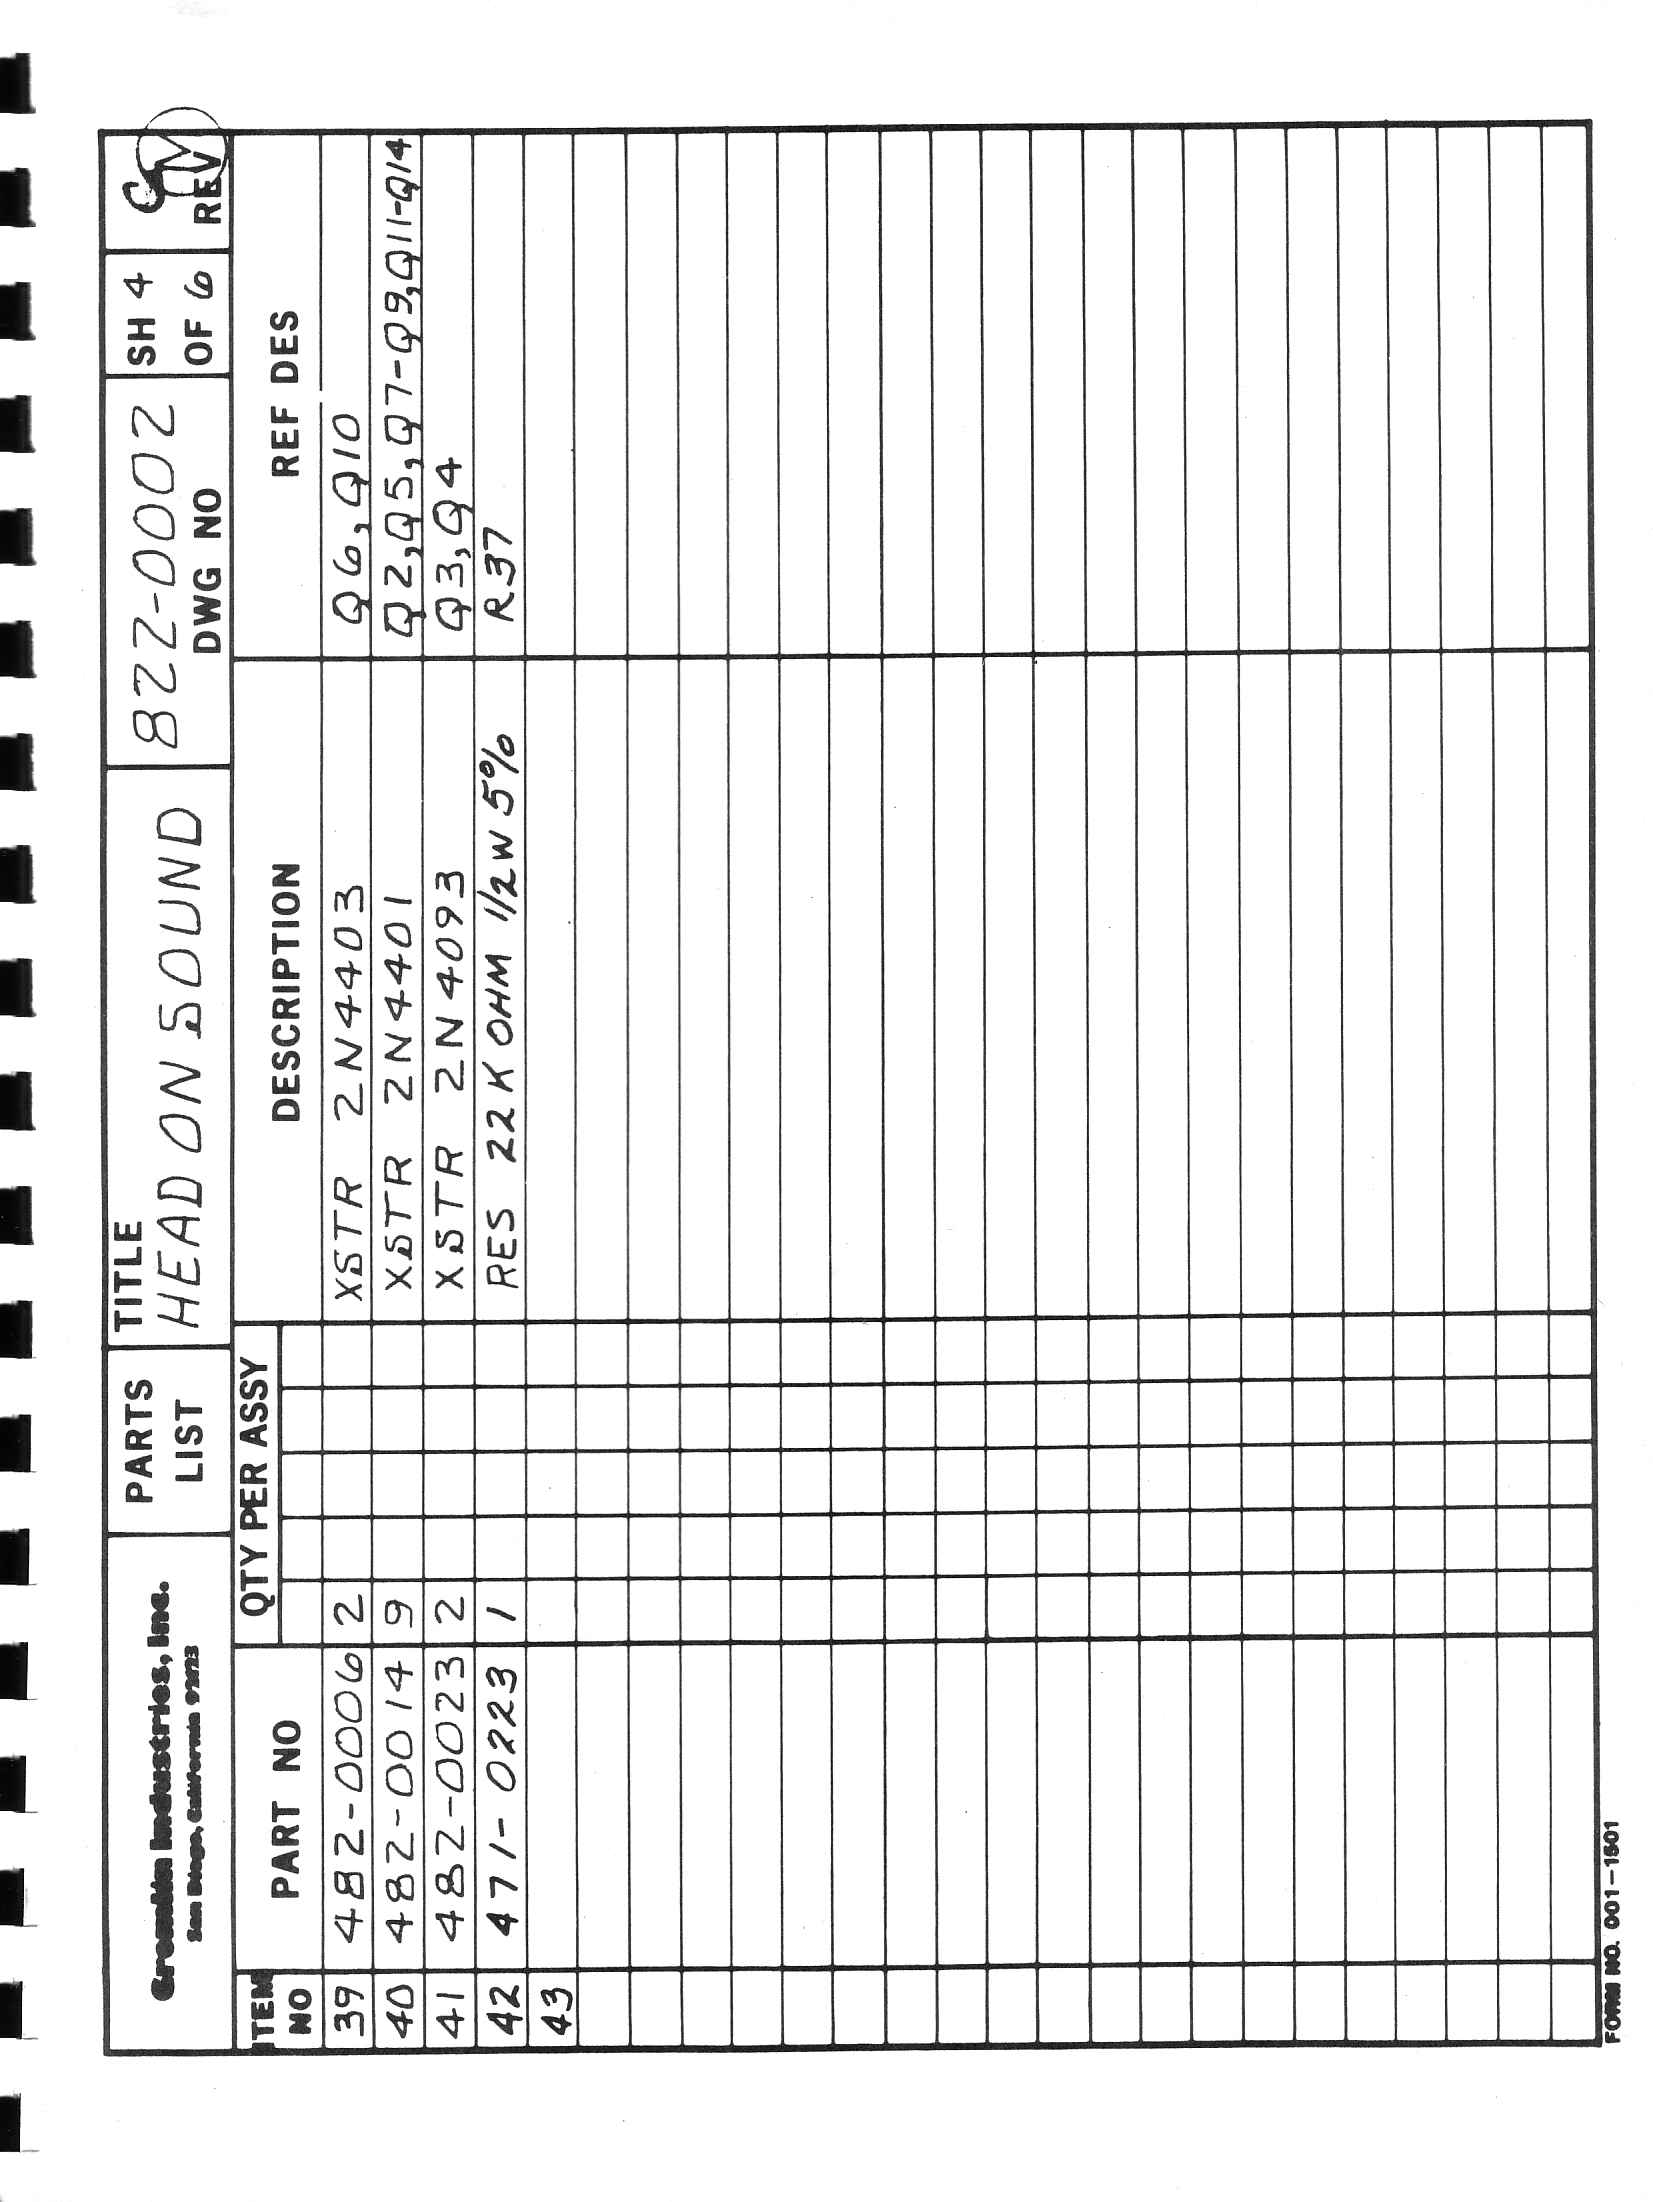 Gremlin Industries, Inc.
San Diego, California 92123
PARTS LIST
TITLE
HEAD ON SOUND
822-0002
DWG NO
SH 4
OF 6
REV
ITEM NO PART NO QTY PER ASSY DESCRIPTION REF DES
39 482-0006 2 XSTR 2N4403 Q6,Q10
40 482-0014 9 XSTR 2N4401 Q2,Q5,Q7-Q9,Q11-Q14
41 482-0023 2 XSTR 2N4093 Q3,Q4
42 471-0223 1 RES 22K OHM 1/2W 5% R37
43
FORM NO. 001-1501